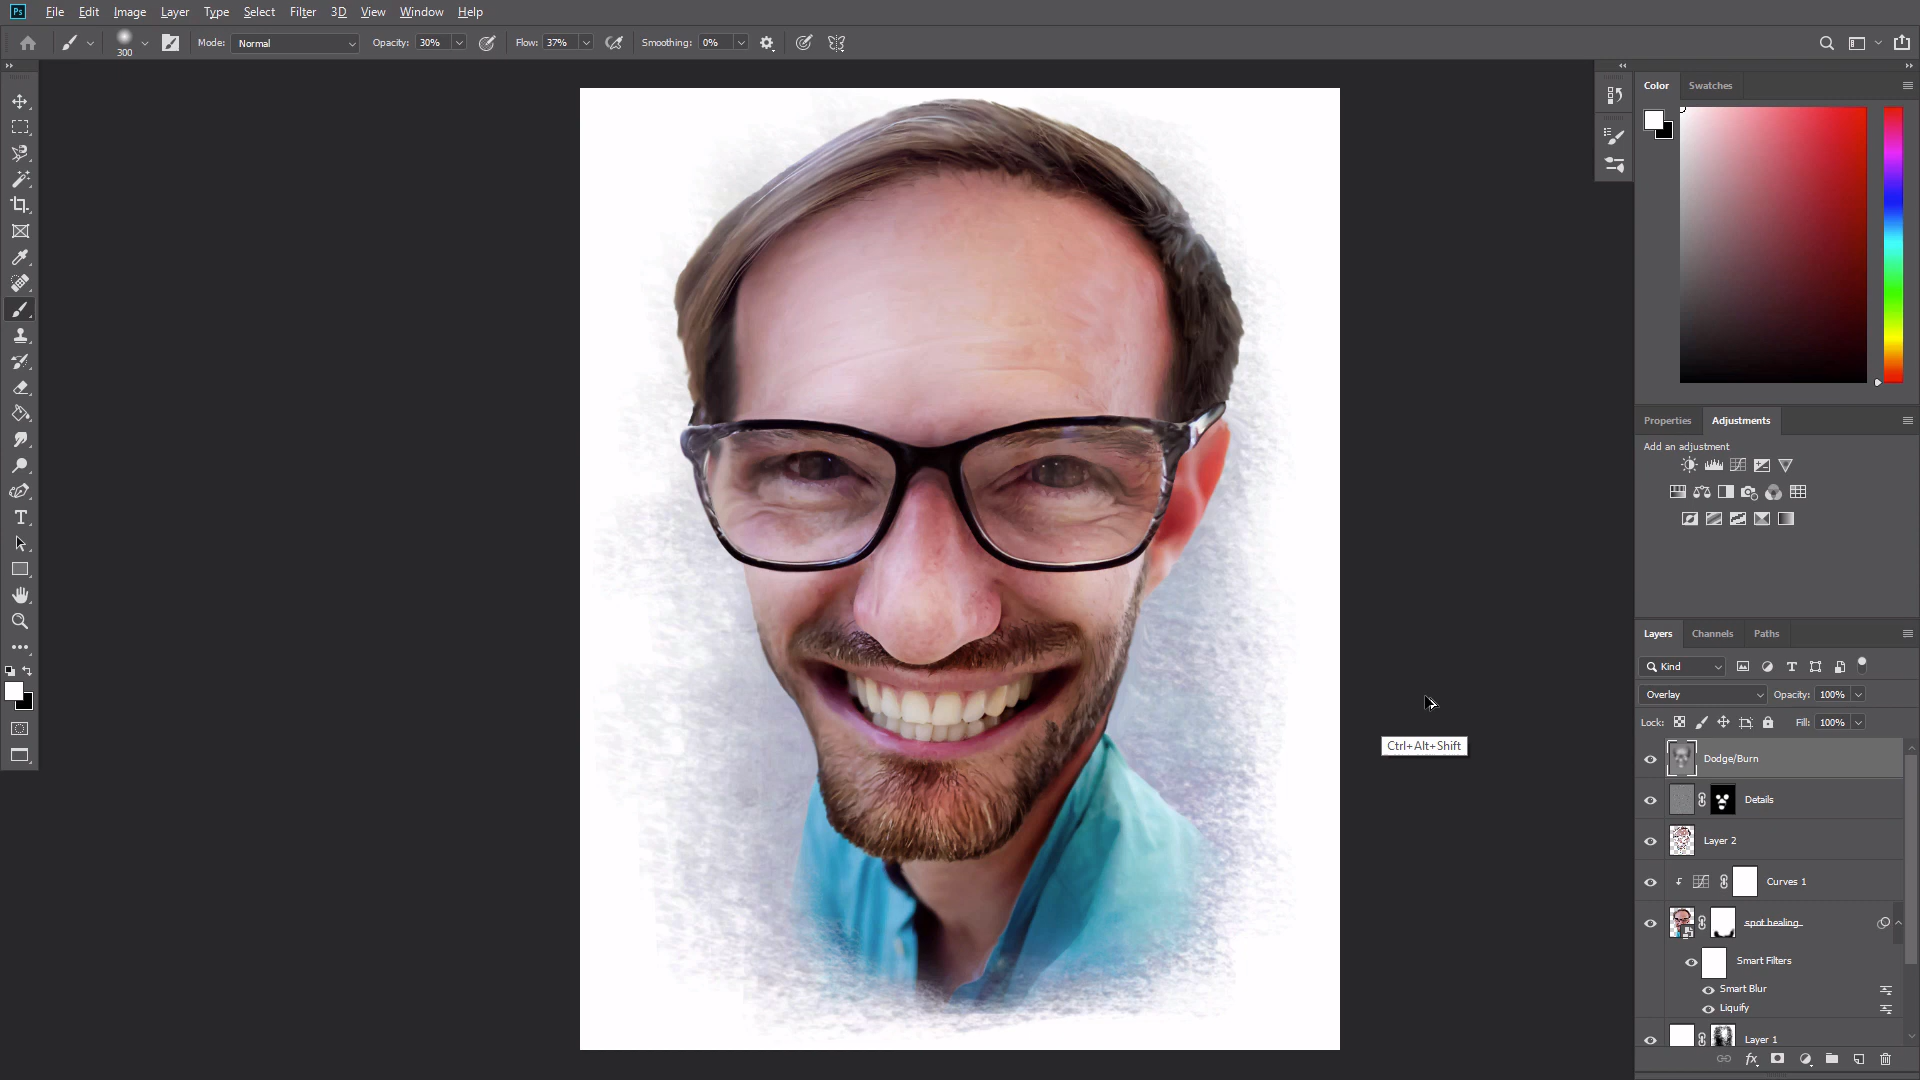 Ps File Edit Image Layer Type Select Filter 3D View Window Help
300 Mode: Normal Opacity: 30% Flow: 37% Smoothing: 0%
Color Swatches
Properties Adjustments
Add an adjustment
Layers Channels Paths
Kind
Overlay Opacity: 100%
Lock: Fill: 100%
Ctrl+Alt+Shift
Dodge/Burn
Details
Layer 2
Curves 1
spot healing
Smart Filters
Smart Blur
Liquify
Layer 1